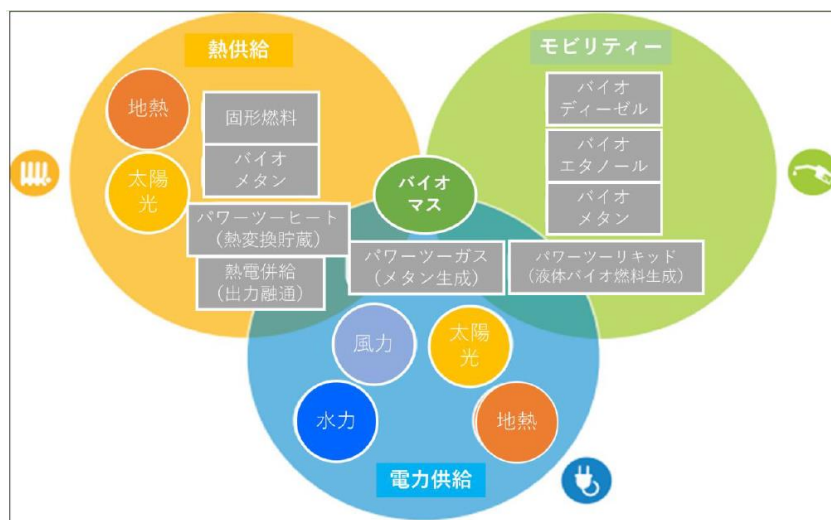 熱供給
モビリティー
地熱
固形燃料
太陽
光
バイオ
メタン
パワーツーヒート
(熱変換貯蔵)
熱電併給
(出力融通)
バイオ
マス
パワーツーガス
(メタン生成)
バイオ
ディーゼル
バイオ
エタノール
バイオ
メタン
パワーツーリキッド
(液体バイオ燃料生成)
風力
太陽
光
水力
地熱
電力供給